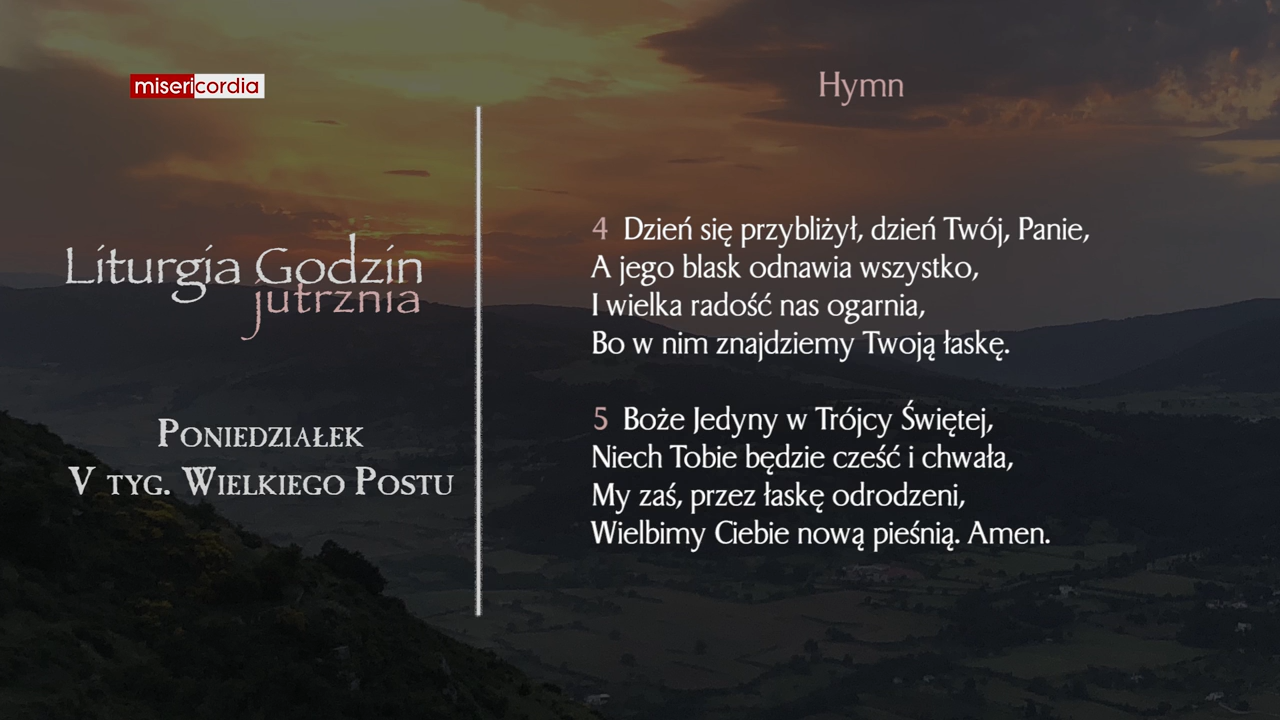 misericordia
Liturgia Godzin
jutrznia
Poniedziałek
V tyg. Wielkiego Postu
Hymn
4 Dzień się przybliżył, dzień Twój, Panie,
A jego blask odnawia wszystko,
I wielka radość nas ogarnia,
Bo w nim znajdziemy Twoją łaskę.
5 Boże Jedyny w Trójcy Świętej,
Niech Tobie będzie cześć i chwała,
My zaś, przez łaskę odrodzeni,
Wielbimy Ciebie nową pieśnią. Amen.